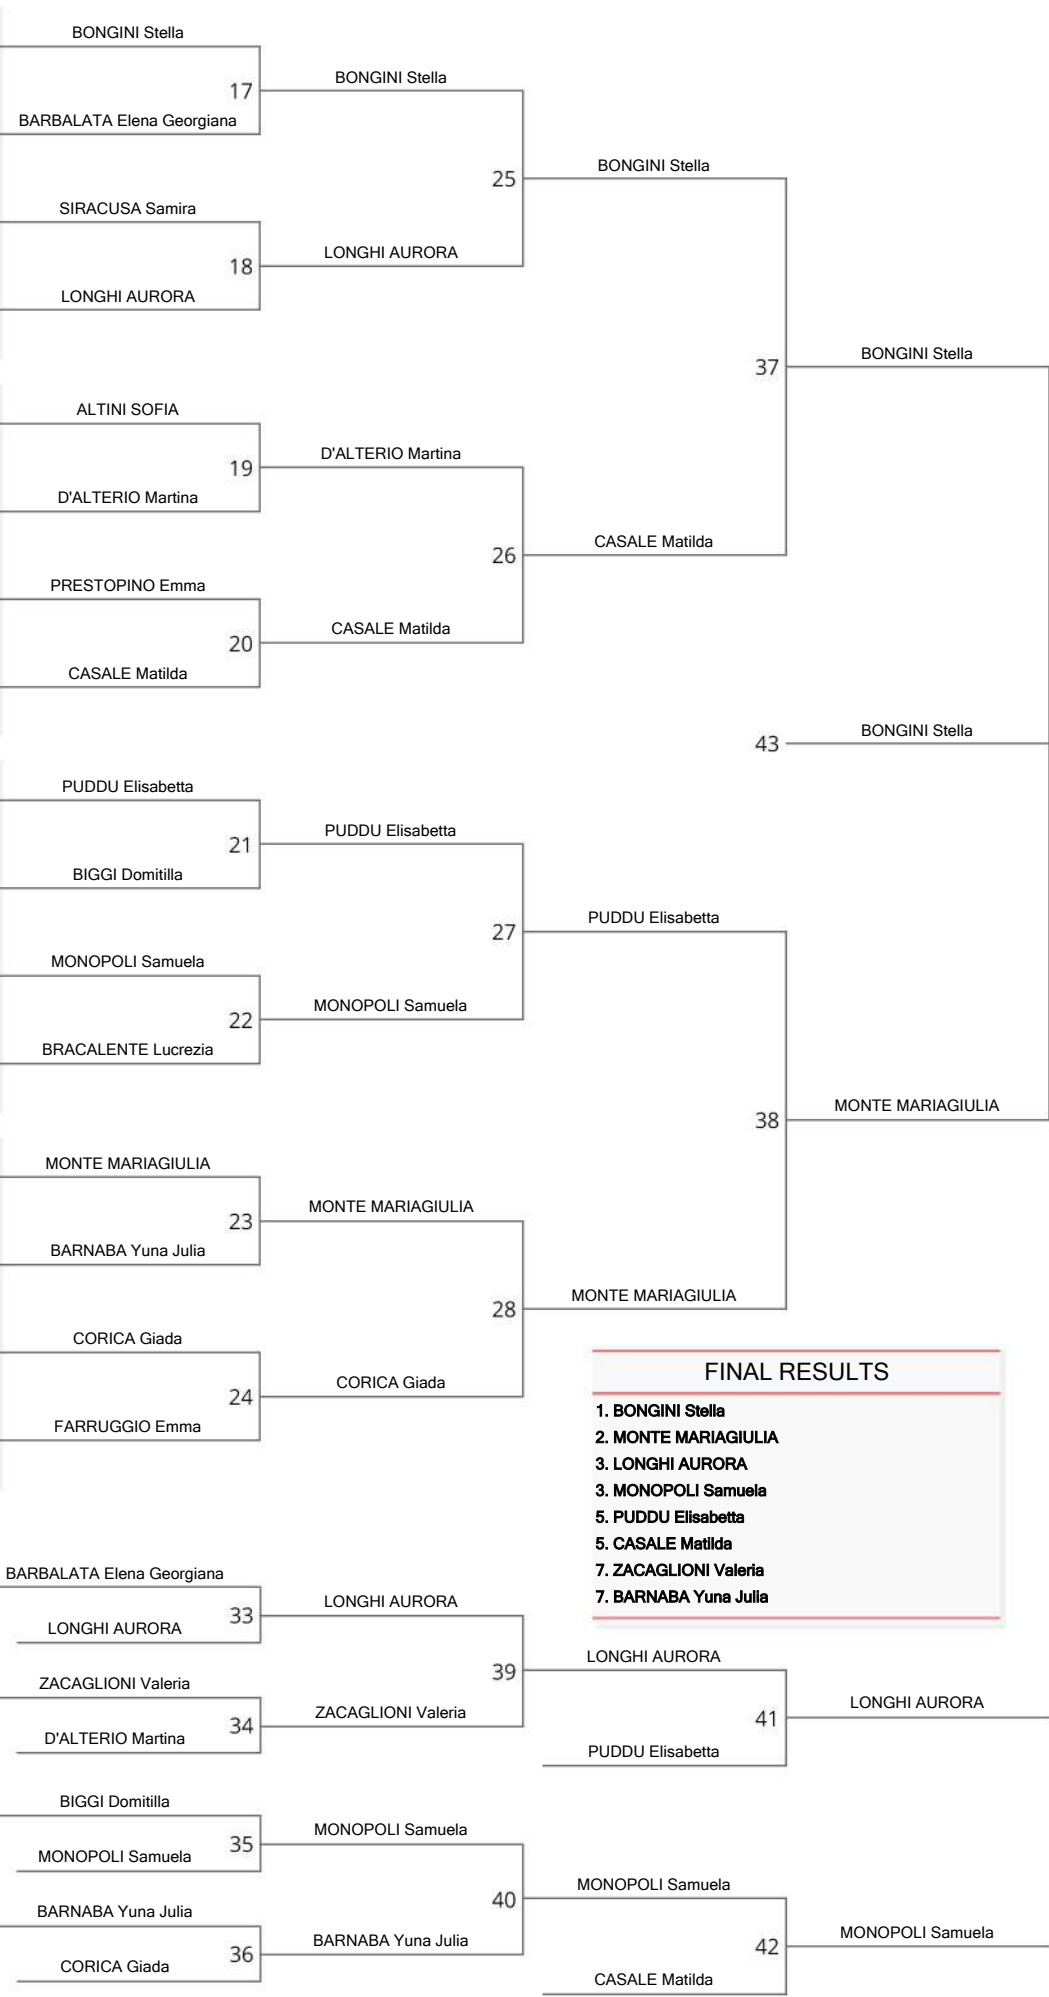 BONGINI Stella
BONGINI Stella
17
BARBALATA Elena Georgiana
BONGINI Stella
25
SIRACUSA Samira
LONGHI AURORA
18
LONGHI AURORA
BONGINI Stella
37
ALTINI SOFIA
D'ALTERIO Martina
19
D'ALTERIO Martina
CASALE Matilda
26
PRESTOPINO Emma
CASALE Matilda
20
CASALE Matilda
BONGINI Stella
43
PUDDU Elisabetta
PUDDU Elisabetta
21
BIGGI Domitilla
PUDDU Elisabetta
27
MONOPOLI Samuela
MONOPOLI Samuela
22
BRACALENTE Lucrezia
MONTE MARIAGIULIA
38
MONTE MARIAGIULIA
MONTE MARIAGIULIA
23
BARNABA Yuna Julia
MONTE MARIAGIULIA
28
CORICA Giada
CORICA Giada
24
FARRUGGIO Emma
FINAL RESULTS
1. BONGINI Stella
2. MONTE MARIAGIULIA
3. LONGHI AURORA
3. MONOPOLI Samuela
5. PUDDU Elisabetta
5. CASALE Matilda
7. ZACAGLIONI Valeria
7. BARNABA Yuna Julia
BARBALATA Elena Georgiana
LONGHI AURORA
33
LONGHI AURORA
LONGHI AURORA
39
ZACAGLIONI Valeria
ZACAGLIONI Valeria
34
D'ALTERIO Martina
LONGHI AURORA
41
PUDDU Elisabetta
BIGGI Domitilla
MONOPOLI Samuela
35
MONOPOLI Samuela
MONOPOLI Samuela
40
BARNABA Yuna Julia
BARNABA Yuna Julia
36
CORICA Giada
MONOPOLI Samuela
42
CASALE Matilda